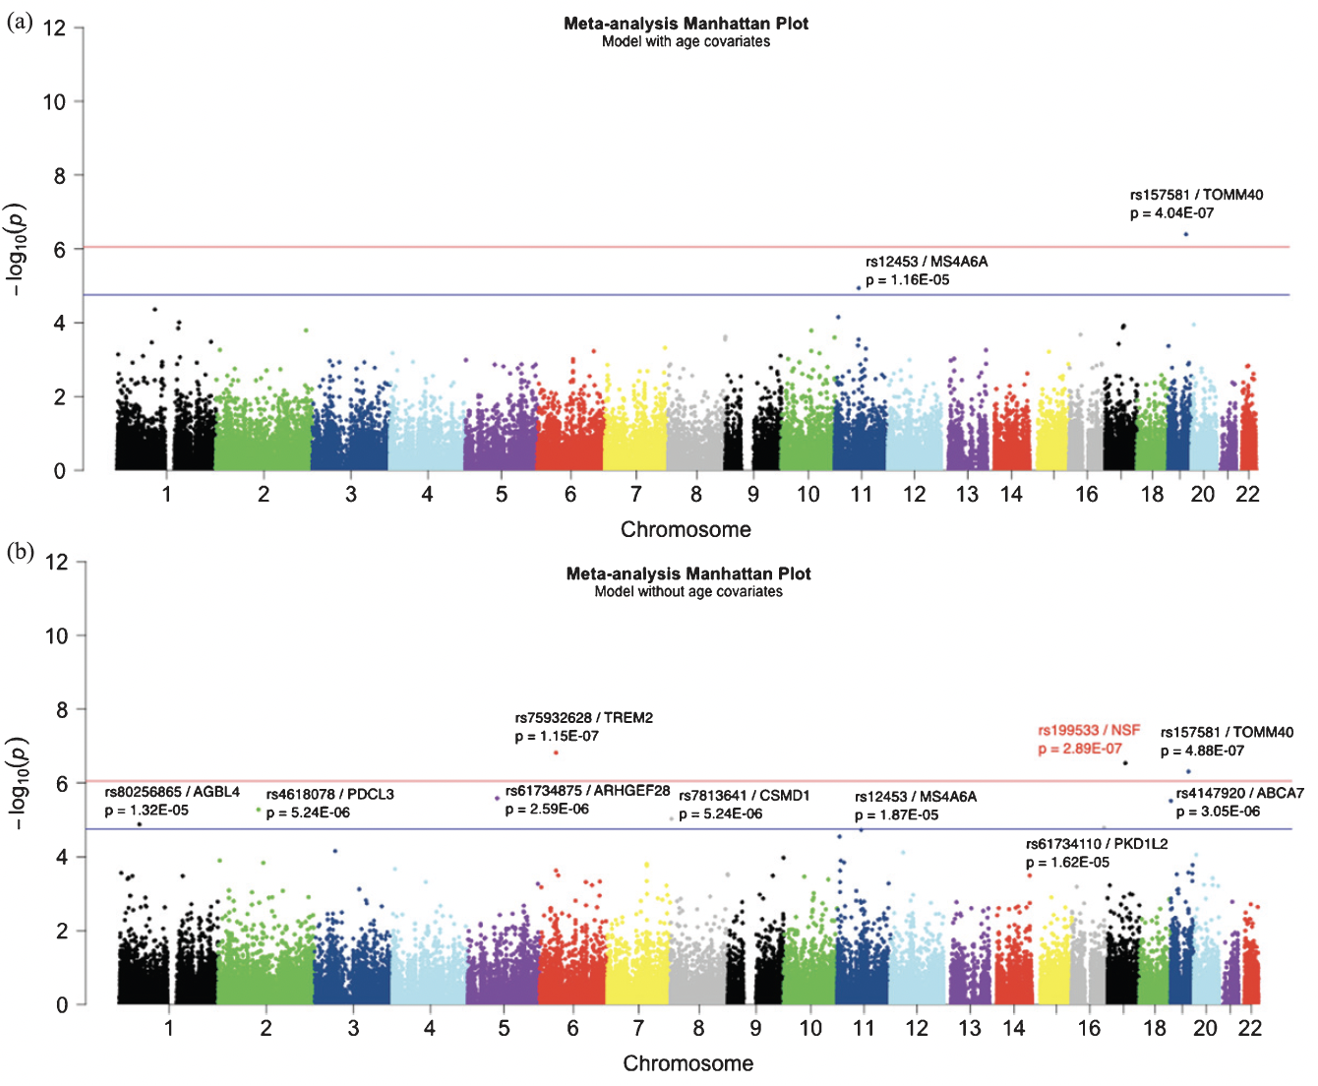 (a)
Meta-analysis Manhattan Plot
Model with age covariates
12
10
8
6
4
2
0
−log10(p)
rs157581 / TOMM40
p = 4.04E-07
rs12453 / MS4A6A
p = 1.16E-05
1 2 3 4 5 6 7 8 9 10 11 12 13 14 16 18 20 22
Chromosome
(b)
Meta-analysis Manhattan Plot
Model without age covariates
12
10
8
6
4
2
0
−log10(p)
rs75932628 / TREM2
p = 1.15E-07
rs199533 / NSF
p = 2.89E-07
rs157581 / TOMM40
p = 4.88E-07
rs80256865 / AGBL4
p = 1.32E-05
rs4618078 / PDCL3
p = 5.24E-06
rs61734875 / ARHGEF28
p = 2.59E-06
rs7813641 / CSMD1
p = 5.24E-06
rs12453 / MS4A6A
p = 1.87E-05
rs4147920 / ABCA7
p = 3.05E-06
rs61734110 / PKD1L2
p = 1.62E-05
1 2 3 4 5 6 7 8 9 10 11 12 13 14 16 18 20 22
Chromosome